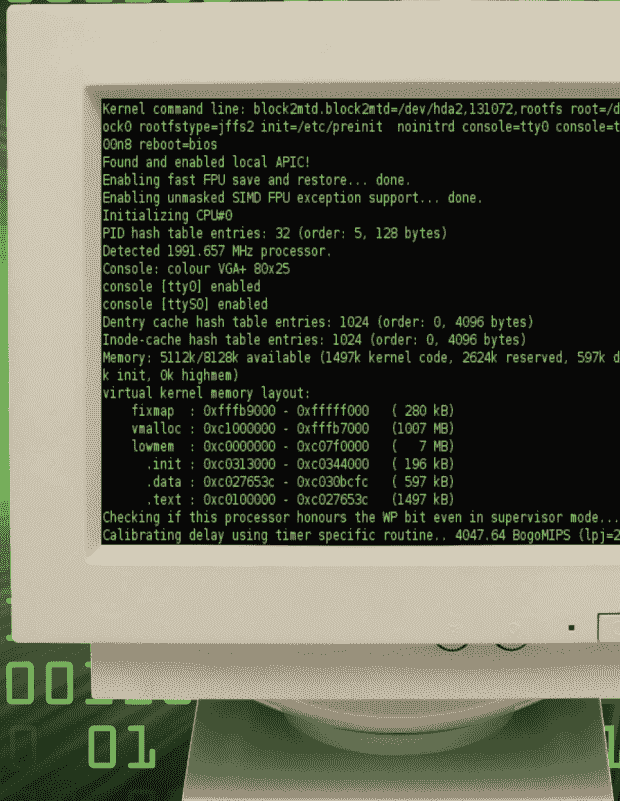 Kernel command line: block2mtd.block2mtd=/dev/hda2,131072,rootfs root=/d
ock0 rootfstype=jffs2 init=/etc/preinit  noinitrd console=tty0 console=t
00n8 reboot=bios
Found and enabled local APIC!
Enabling fast FPU save and restore... done.
Enabling unmasked SIMD FPU exception support... done.
Initializing CPU#0
PID hash table entries: 32 (order: 5, 128 bytes)
Detected 1991.657 MHz processor.
Console: colour VGA+ 80x25
console [tty0] enabled
console [ttyS0] enabled
Dentry cache hash table entries: 1024 (order: 0, 4096 bytes)
Inode-cache hash table entries: 1024 (order: 0, 4096 bytes)
Memory: 5112k/8128k available (1497k kernel code, 2624k reserved, 597k d
k init, 0k highmem)
virtual kernel memory layout:
    fixmap  : 0xfffb9000 - 0xfffff000   ( 280 kB)
    vmalloc : 0xc1000000 - 0xfffb7000   (1007 MB)
    lowmem  : 0xc0000000 - 0xc07f0000   (   7 MB)
      .init : 0xc0313000 - 0xc0344000   ( 196 kB)
      .data : 0xc027653c - 0xc030bcfc   ( 597 kB)
      .text : 0xc0100000 - 0xc027653c   (1497 kB)
Checking if this processor honours the WP bit even in supervisor mode...
Calibrating delay using timer specific routine.. 4047.64 BogoMIPS (lpj=2
01